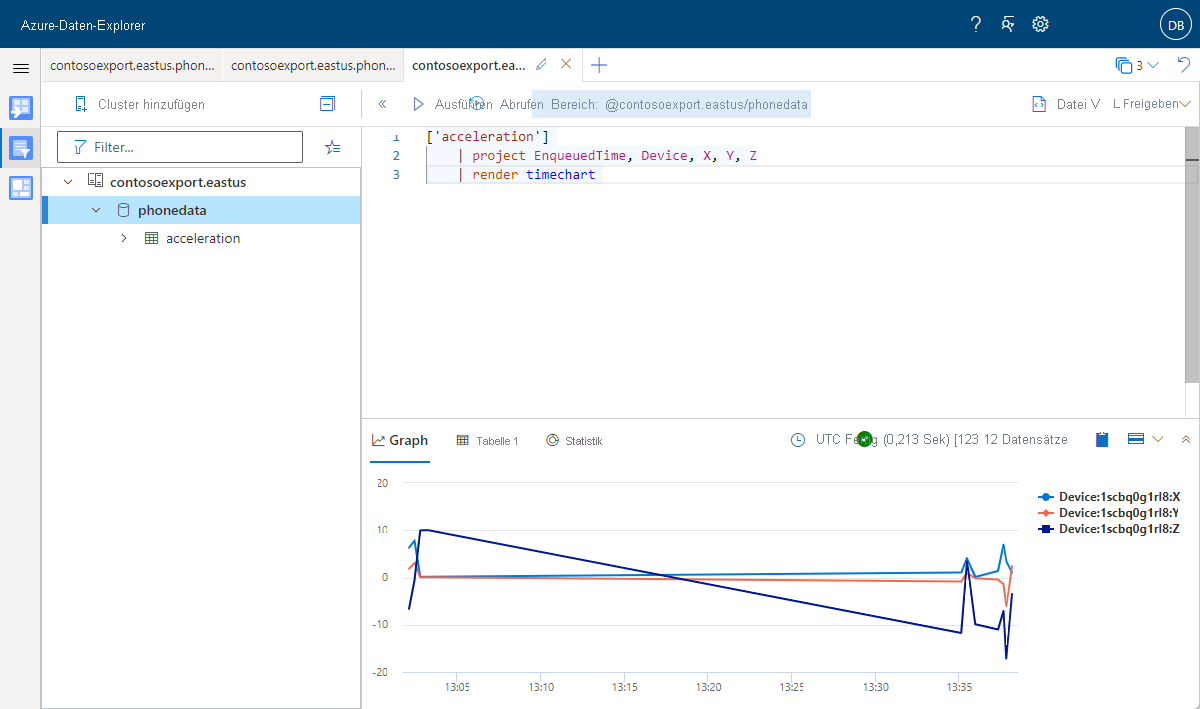 Azure-Daten-Explorer
?
DB
contosoexport.eastus.phon...
contosoexport.eastus.phon...
contosoexport.ea...
3
Cluster hinzufügen
Ausführen
Abrufen
Bereich: @contosoexport.eastus/phonedata
Datei
L Freigeben
Filter...
contosoexport.eastus
phonedata
acceleration
1 ['acceleration']
2 | project EnqueuedTime, Device, X, Y, Z
3 | render timechart
Graph
Tabelle 1
Statistik
UTC (0,213 Sek) [123 12 Datensätze
20
10
0
-10
-20
13:05
13:10
13:15
13:20
13:25
13:30
13:35
Device:1scbq0g1rl8:X
Device:1scbq0g1rl8:Y
Device:1scbq0g1rl8:Z